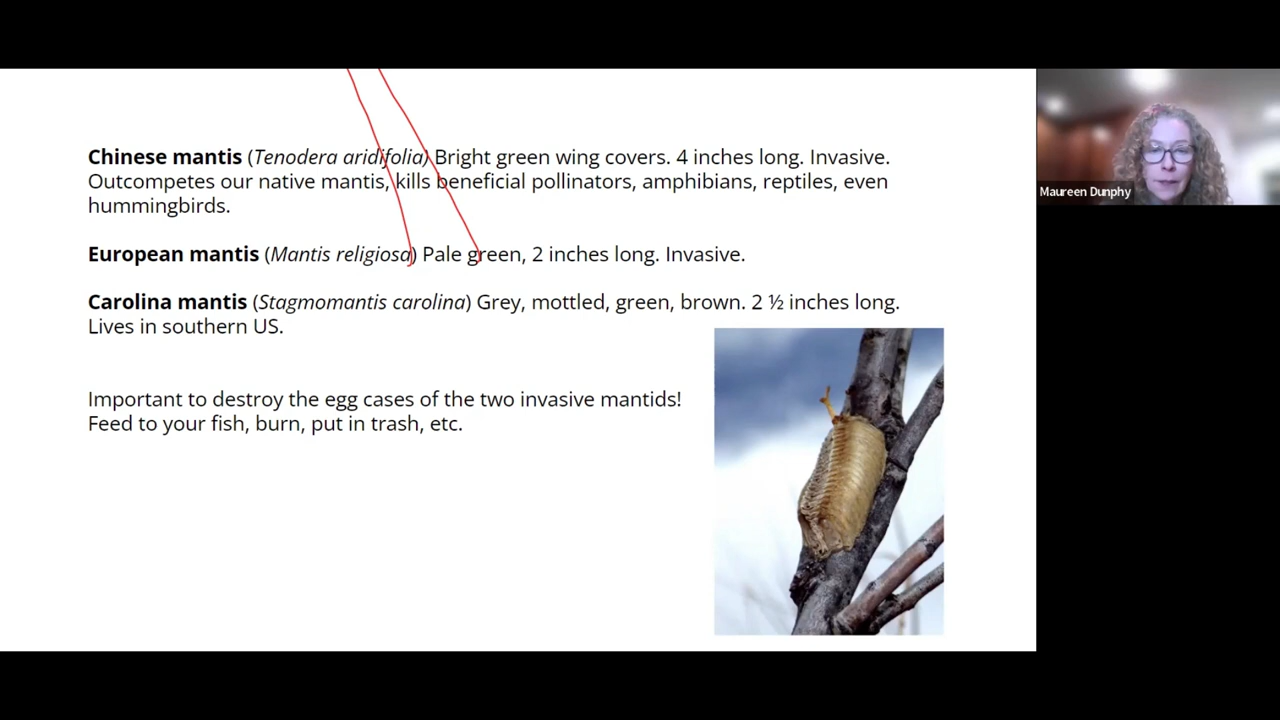 Chinese mantis (Tenodera aridifolia) Bright green wing covers. 4 inches long. Invasive.
Outcompetes our native mantis, kills beneficial pollinators, amphibians, reptiles, even
hummingbirds.
European mantis (Mantis religiosa) Pale green, 2 inches long. Invasive.
Carolina mantis (Stagmomantis carolina) Grey, mottled, green, brown. 2 ½ inches long.
Lives in southern US.
Important to destroy the egg cases of the two invasive mantids!
Feed to your fish, burn, put in trash, etc.
Maureen Dunphy